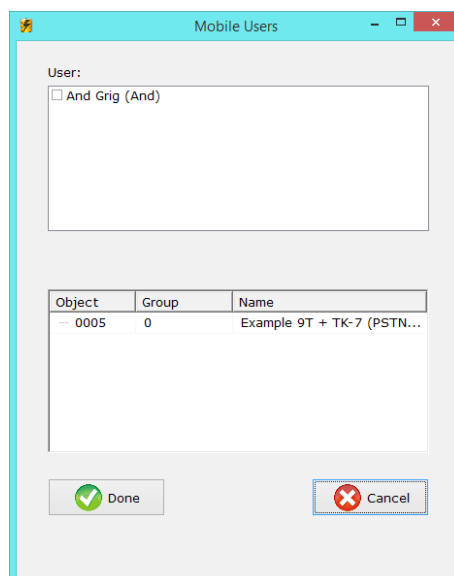 Mobile Users
User:
And Grig (And)
Object Group Name
0005 0 Example 9T + TK-7 (PSTN...
Done Cancel